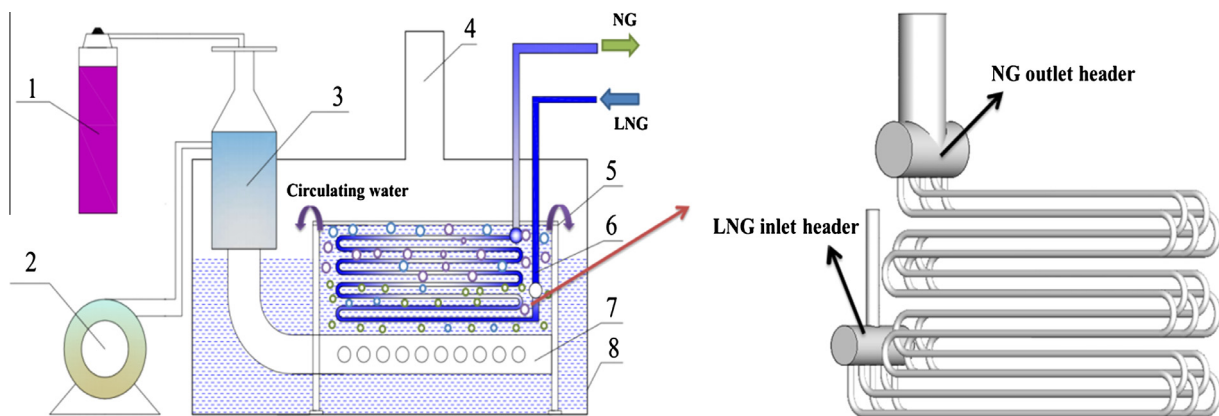 NG
LNG
1
2
3
4
5
6
7
8
Circulating water
NG outlet header
LNG inlet header